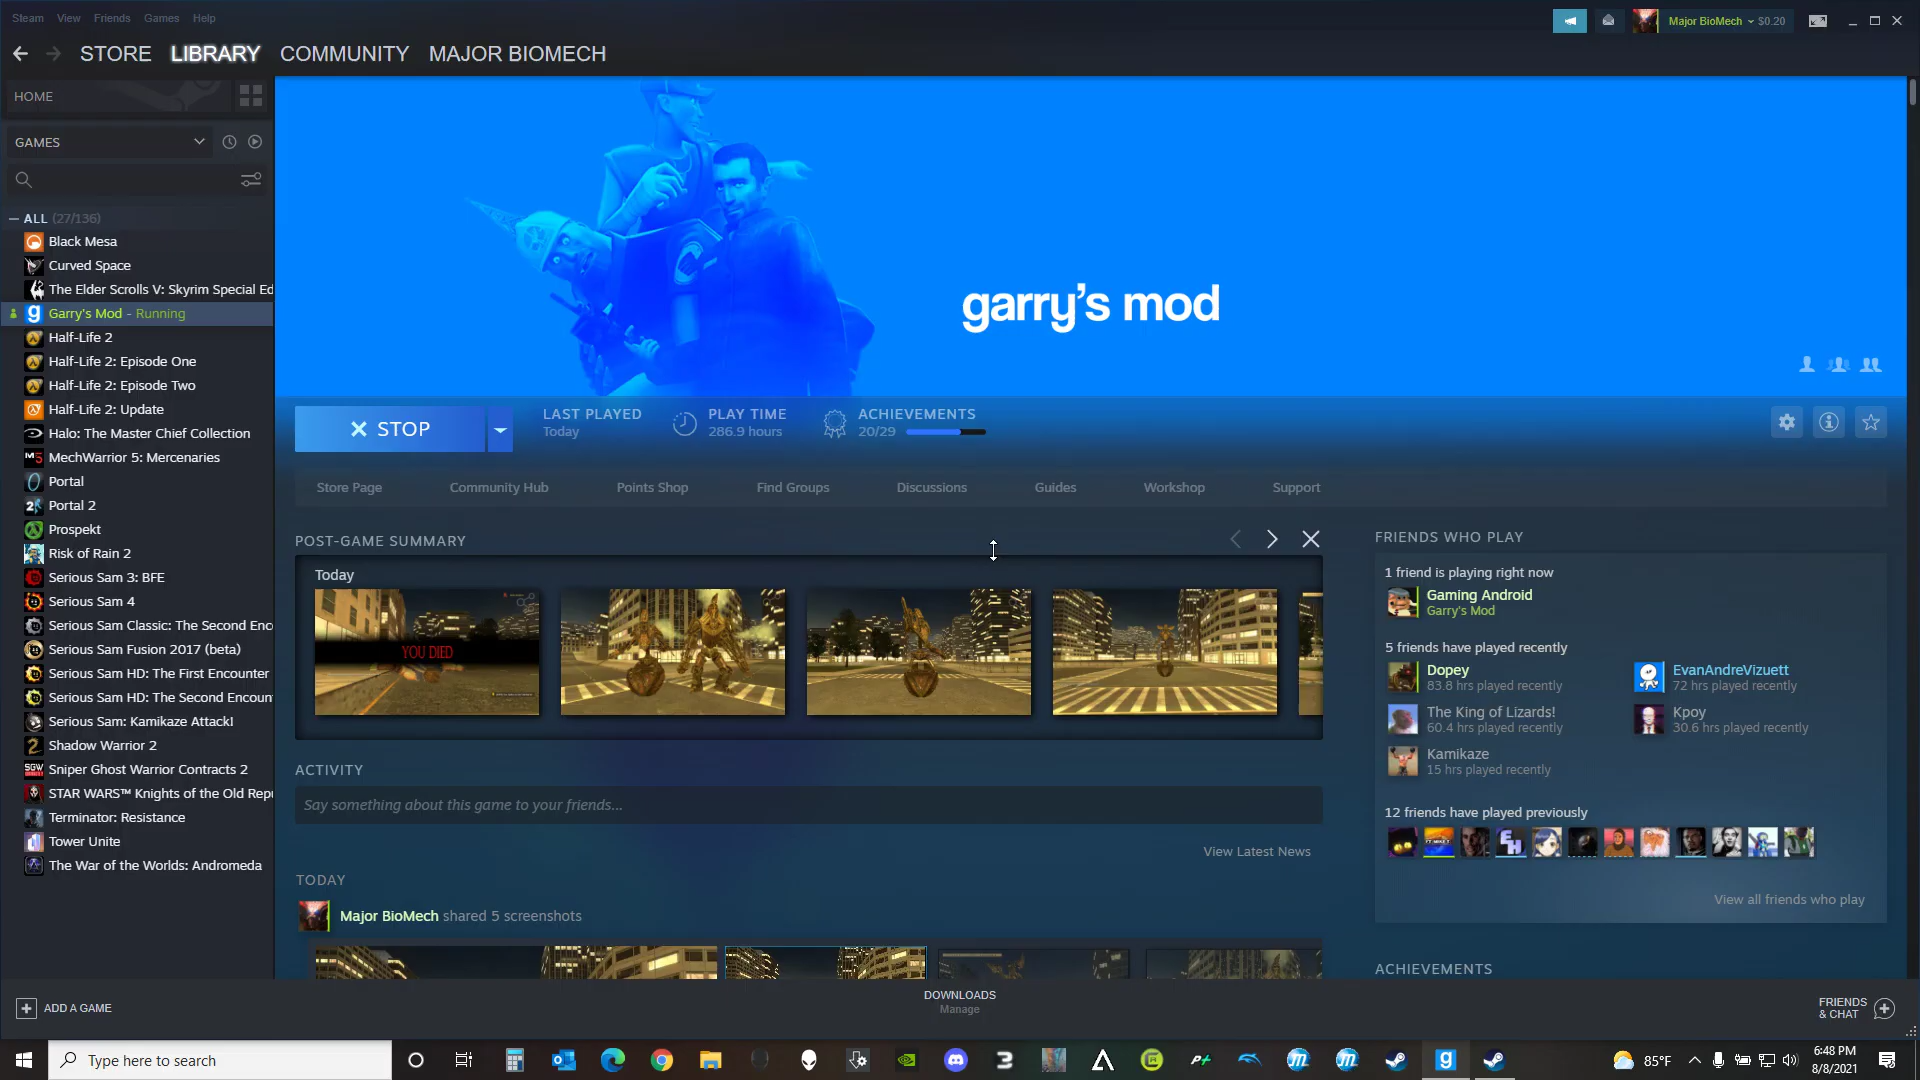 Steam View Friends Games Help
Major BioMech $0.20
STORE LIBRARY COMMUNITY MAJOR BIOMECH
HOME
GAMES
ALL (27/136)
Black Mesa
Curved Space
The Elder Scrolls V: Skyrim Special Ed
Garry's Mod - Running
Half-Life 2
Half-Life 2: Episode One
Half-Life 2: Episode Two
Half-Life 2: Update
Halo: The Master Chief Collection
MechWarrior 5: Mercenaries
Portal
Portal 2
Prospekt
Risk of Rain 2
Serious Sam 3: BFE
Serious Sam 4
Serious Sam Classic: The Second Enc
Serious Sam Fusion 2017 (beta)
Serious Sam HD: The First Encounter
Serious Sam HD: The Second Encoun
Serious Sam: Kamikaze Attack!
Shadow Warrior 2
Sniper Ghost Warrior Contracts 2
STAR WARS™ Knights of the Old Rep
Terminator: Resistance
Tower Unite
The War of the Worlds: Andromeda
garry's mod
STOP
LAST PLAYED
Today
PLAY TIME
286.9 hours
ACHIEVEMENTS
20/29
Store Page Community Hub Points Shop Find Groups Discussions Guides Workshop Support
POST-GAME SUMMARY
Today
YOU DIED
ACTIVITY
Say something about this game to your friends...
View Latest News
TODAY
Major BioMech shared 5 screenshots
FRIENDS WHO PLAY
1 friend is playing right now
Gaming Android
Garry's Mod
5 friends have played recently
Dopey
83.8 hrs played recently
EvanAndreVizuett
72 hrs played recently
The King of Lizards!
60.4 hrs played recently
Kpoy
30.6 hrs played recently
Kamikaze
15 hrs played recently
12 friends have played previously
View all friends who play
ACHIEVEMENTS
ADD A GAME
DOWNLOADS
Manage
FRIENDS
& CHAT
Type here to search
85°F
6:48 PM
8/8/2021